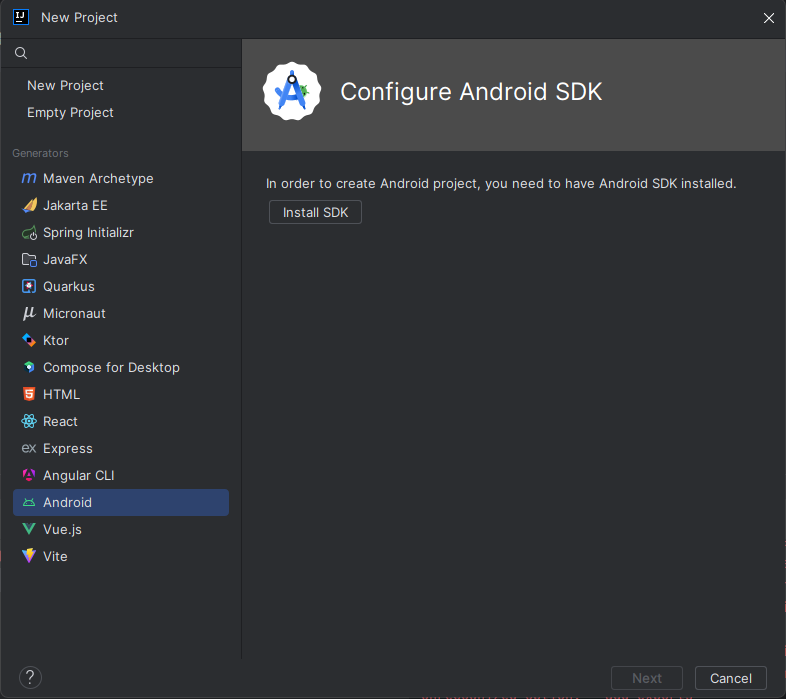 New Project
New Project
Empty Project
Generators
Maven Archetype
Jakarta EE
Spring Initializr
JavaFX
Quarkus
Micronaut
Ktor
Compose for Desktop
HTML
React
Express
Angular CLI
Android
Vue.js
Vite
Configure Android SDK
In order to create Android project, you need to have Android SDK installed.
Install SDK
?
Next
Cancel